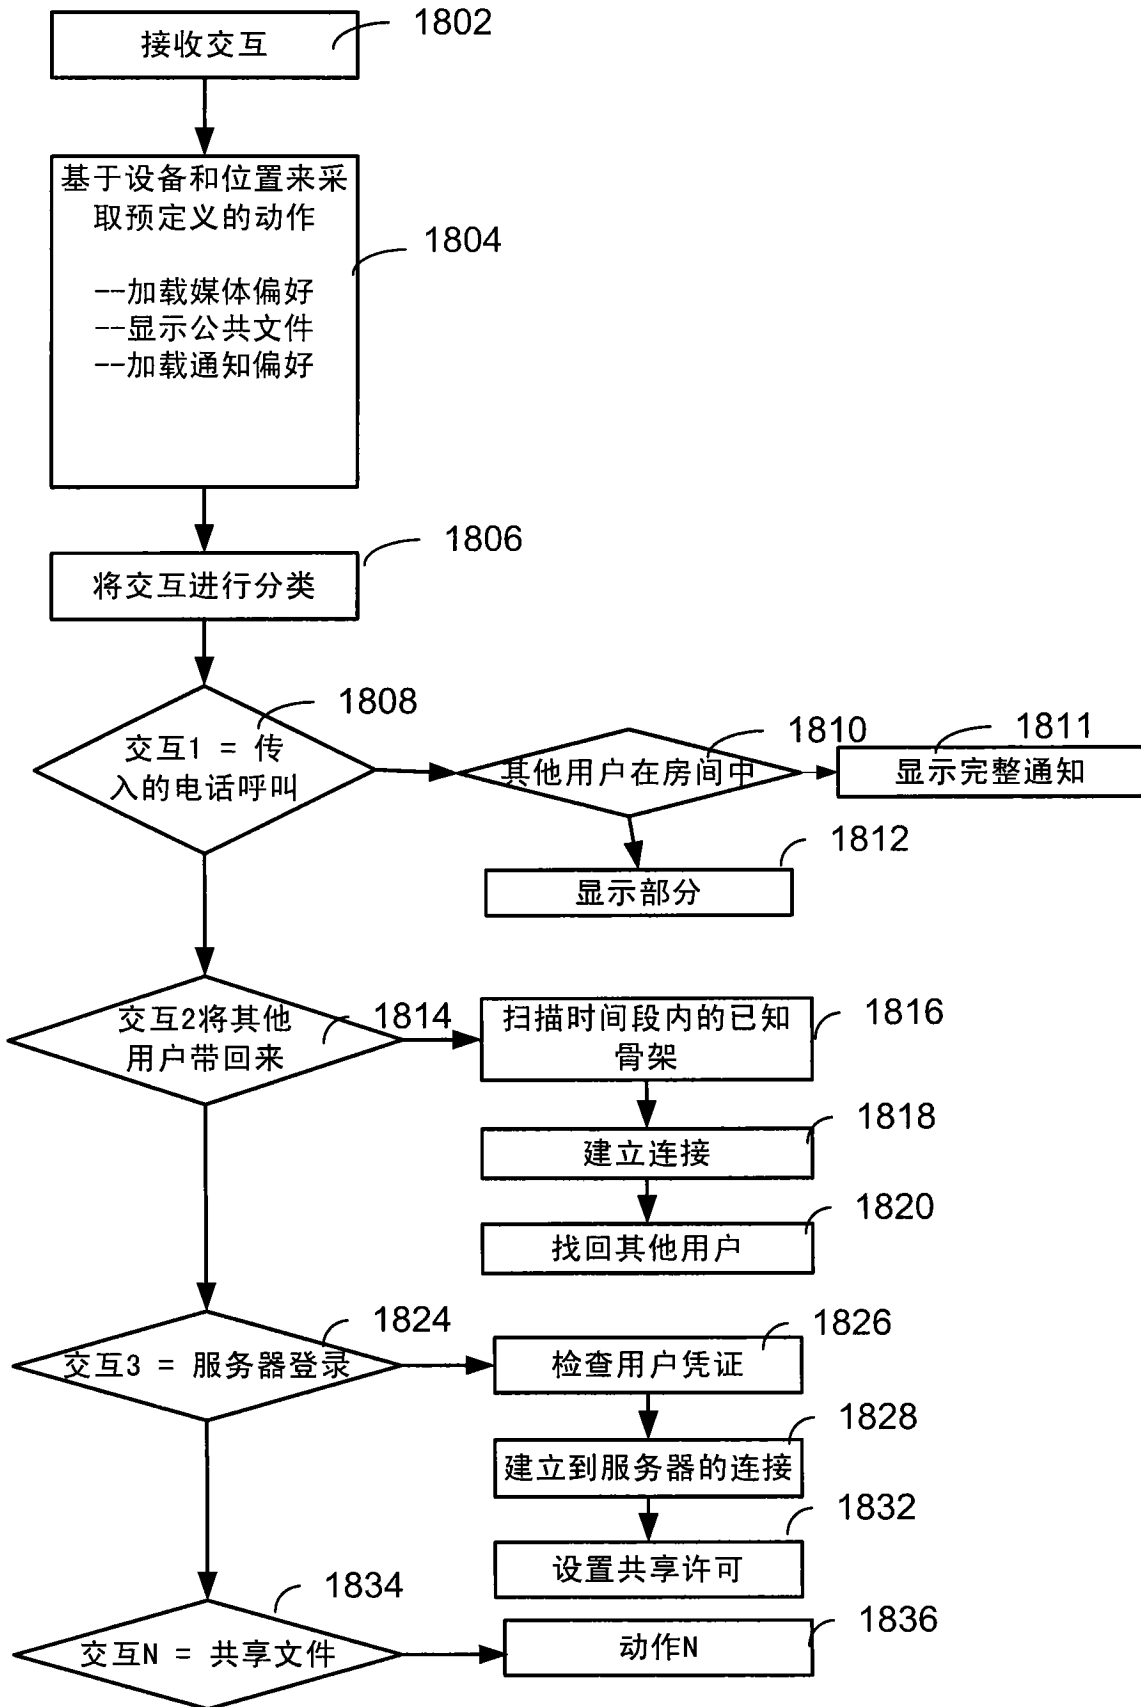 接收交互
1802
基于设备和位置来采
取预定义的动作
1804
--加载媒体偏好
--显示公共文件
--加载通知偏好
1806
将交互进行分类
1808
交互1 = 传
入的电话呼叫
1810
其他用户在房间中
1811
显示完整通知
1812
显示部分
交互2将其他
用户带回来
1814
扫描时间段内的已知
骨架
1816
1818
建立连接
1820
找回其他用户
1824
交互3 = 服务器登录
1826
检查用户凭证
1828
建立到服务器的连接
1832
设置共享许可
1834
交互N = 共享文件
动作N
1836